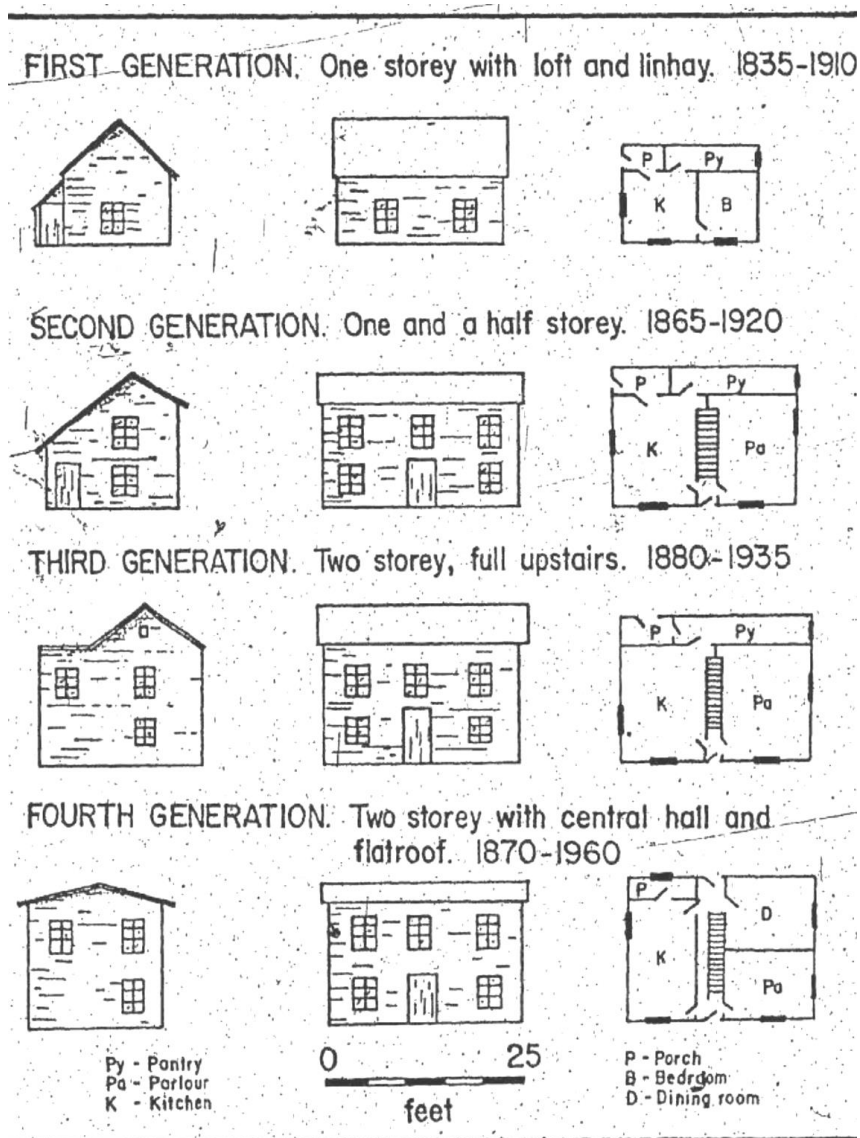 FIRST GENERATION. One storey with loft and linhay. 1835-1910
P Py
K B
SECOND GENERATION. One and a half storey. 1865-1920
P Py
K Pa
THIRD GENERATION. Two storey, full upstairs. 1880-1935
P Py
K Pa
FOURTH GENERATION. Two storey with central hall and
flatroof. 1870-1960
P D
K Pa
Py - Pantry
Pa - Parlour
K - Kitchen
0 25
feet
P - Porch
B - Bedroom
D - Dining room